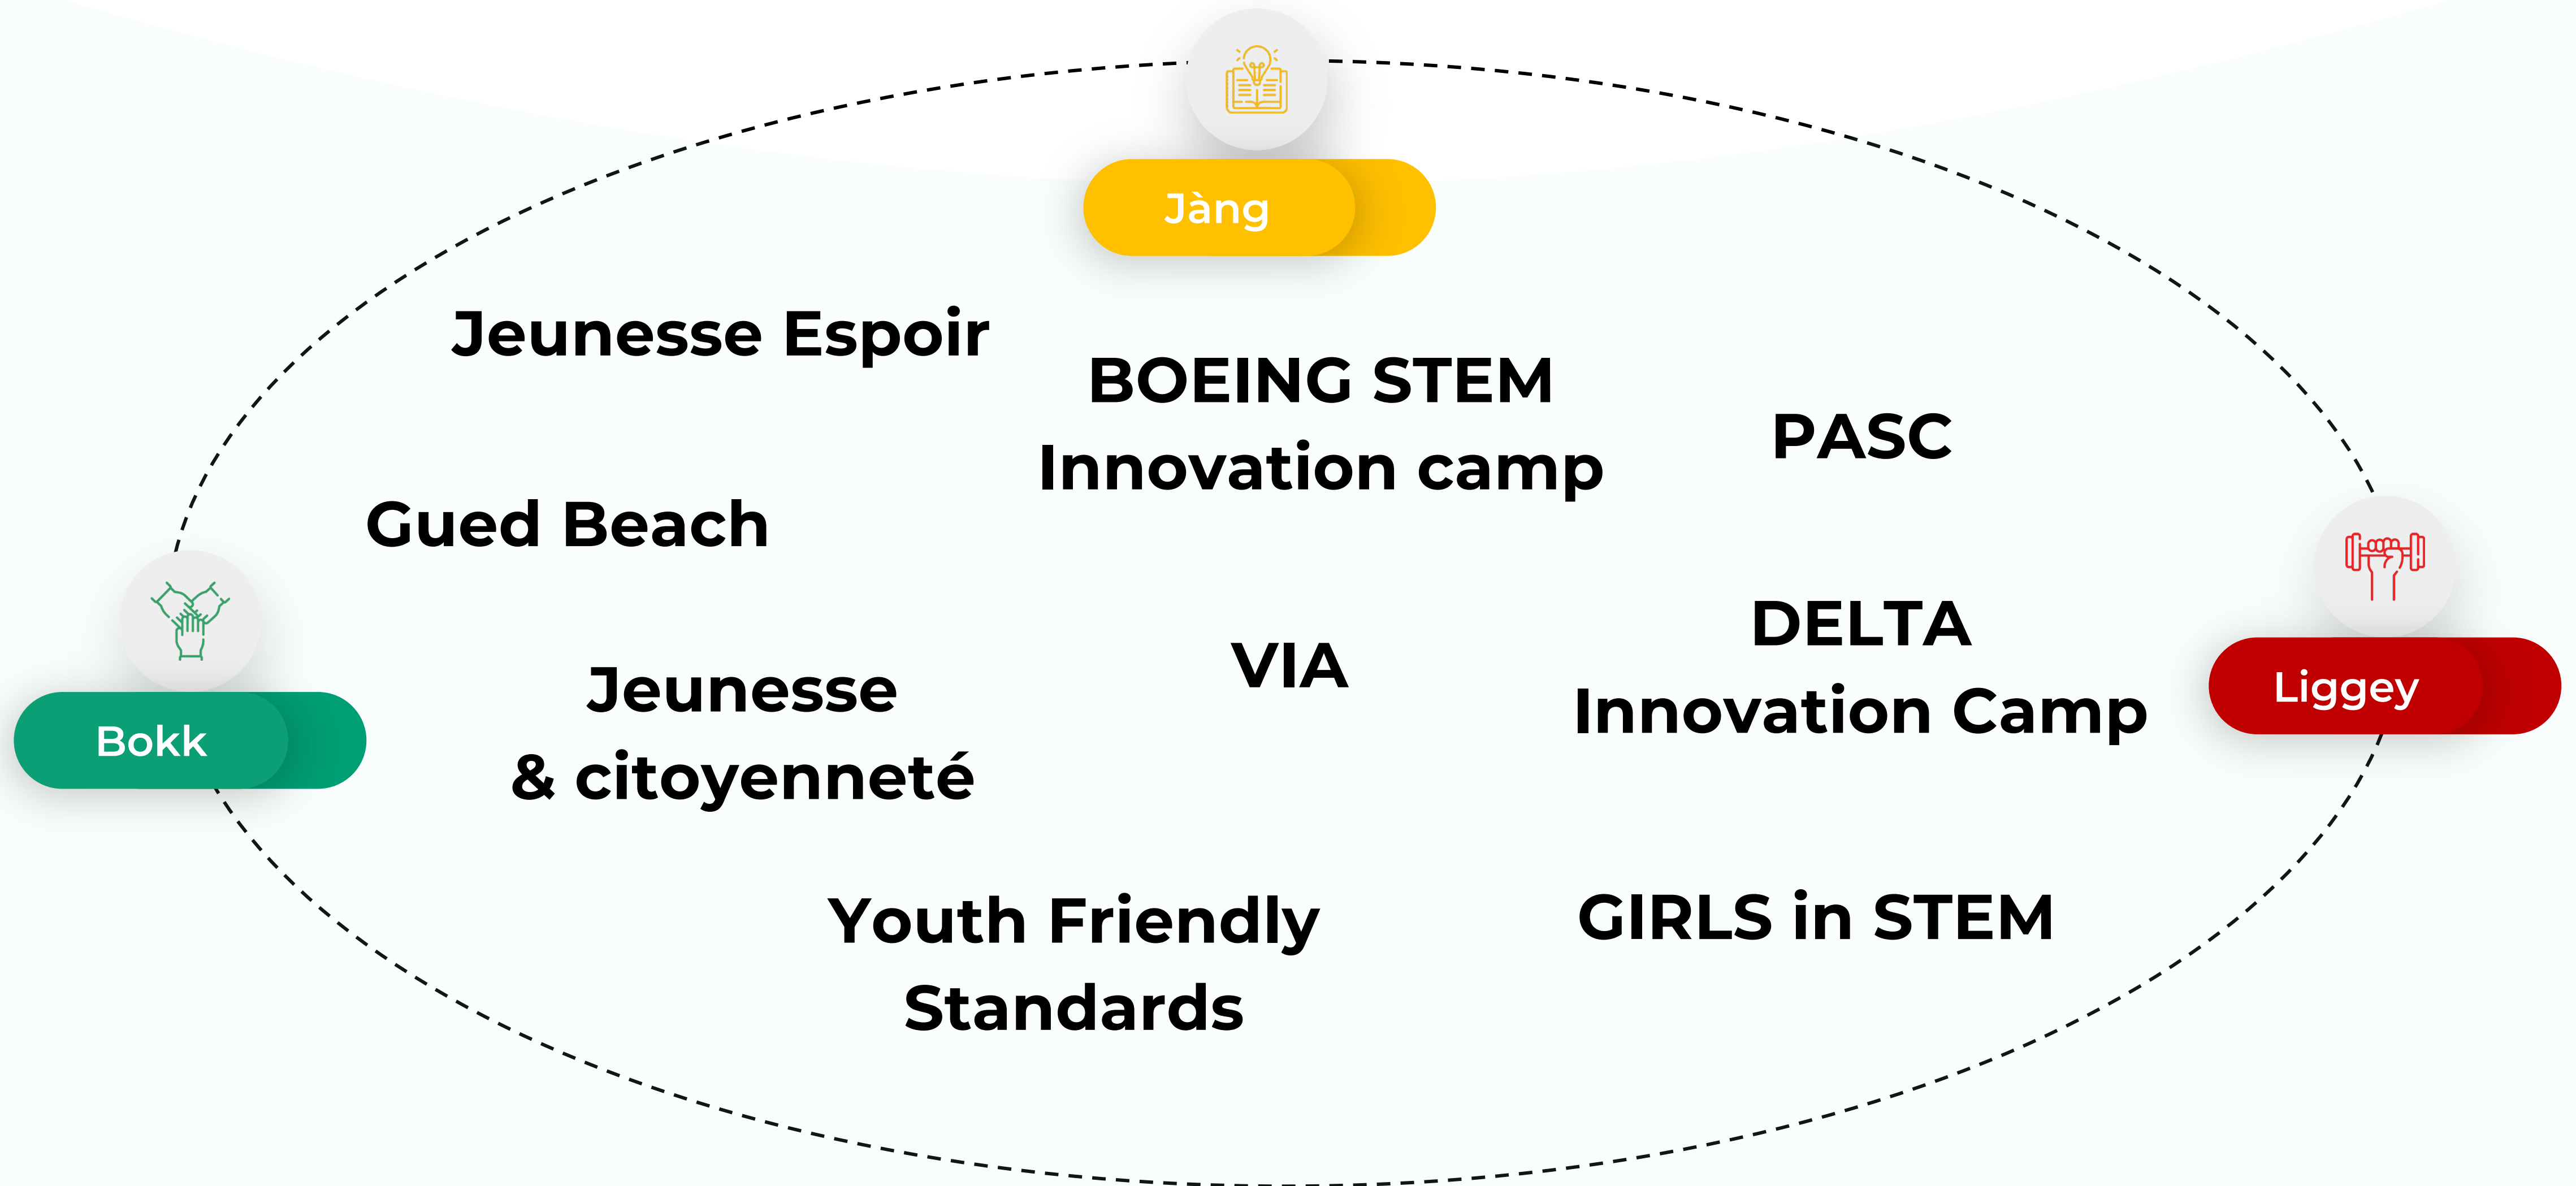 Jàng
Jeunesse Espoir
BOEING STEM
Innovation camp
PASC
Gued Beach
DELTA
Innovation Camp
VIA
Liggey
Jeunesse
& citoyenneté
Bokk
Youth Friendly
Standards
GIRLS in STEM